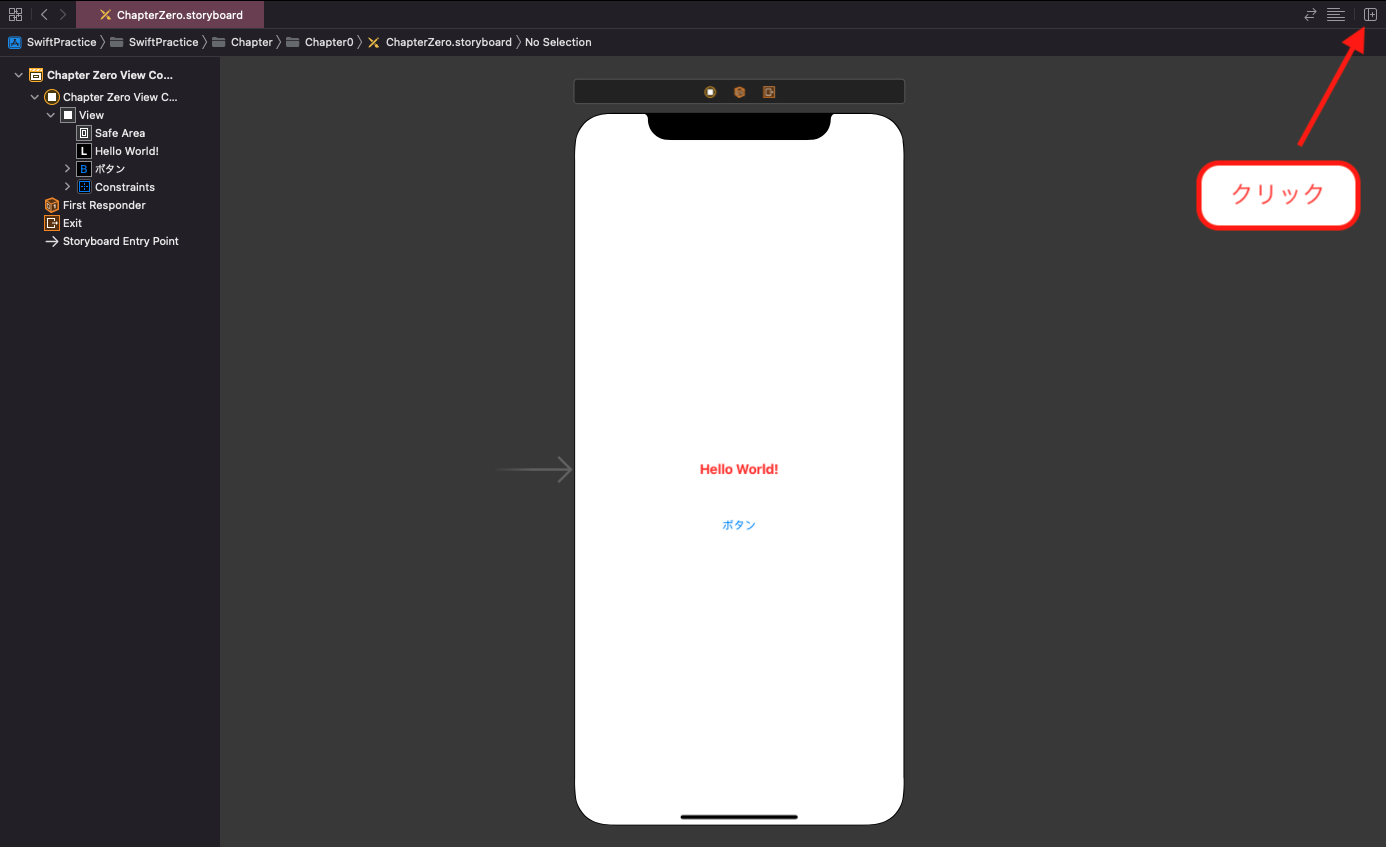 ChapterZero.storyboard
SwiftPractice SwiftPractice Chapter Chapter0 ChapterZero.storyboard No Selection
Chapter Zero View Co...
Chapter Zero View C...
View
Safe Area
L Hello World!
B ボタン
Constraints
First Responder
Exit
Storyboard Entry Point
クリック
Hello World!
ボタン